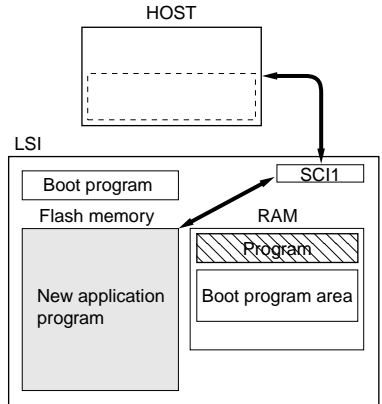 HOST
LSI
SCI1
Boot program
Flash memory
RAM
Program
New application
program
Boot program area